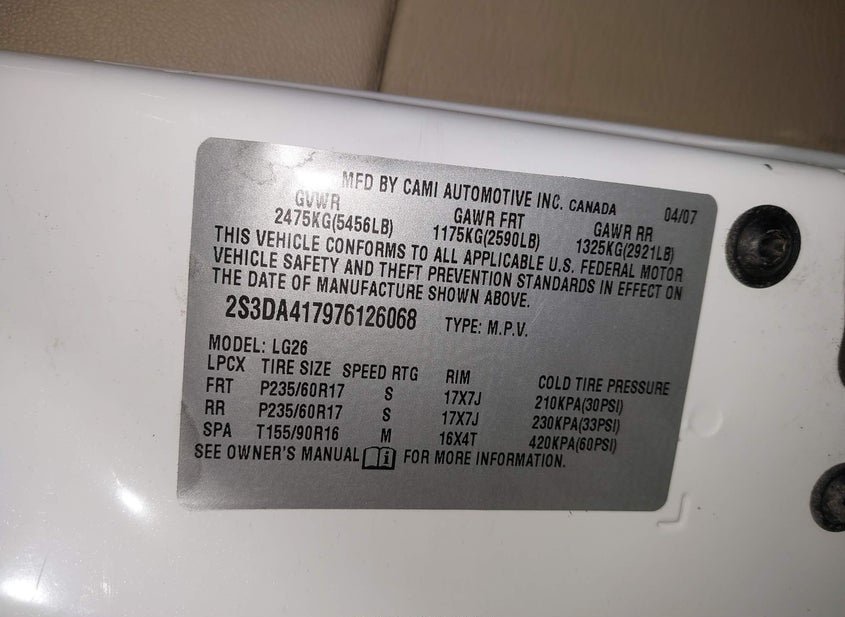 MFD BY CAMI AUTOMOTIVE INC. CANADA 04/07
GVWR GAWR FRT GAWR RR
2475KG(5456LB) 1175KG(2590LB) 1325KG(2921LB)
THIS VEHICLE CONFORMS TO ALL APPLICABLE U.S. FEDERAL MOTOR
VEHICLE SAFETY AND THEFT PREVENTION STANDARDS IN EFFECT ON
THE DATE OF MANUFACTURE SHOWN ABOVE.
2S3DA417976126068 TYPE: M.P.V.
MODEL: LG26
LPCX TIRE SIZE SPEED RTG RIM COLD TIRE PRESSURE
FRT P235/60R17 S 17X7J 210KPA(30PSI)
RR P235/60R17 S 17X7J 230KPA(33PSI)
SPA T155/90R16 M 16X4T 420KPA(60PSI)
SEE OWNER'S MANUAL FOR MORE INFORMATION.